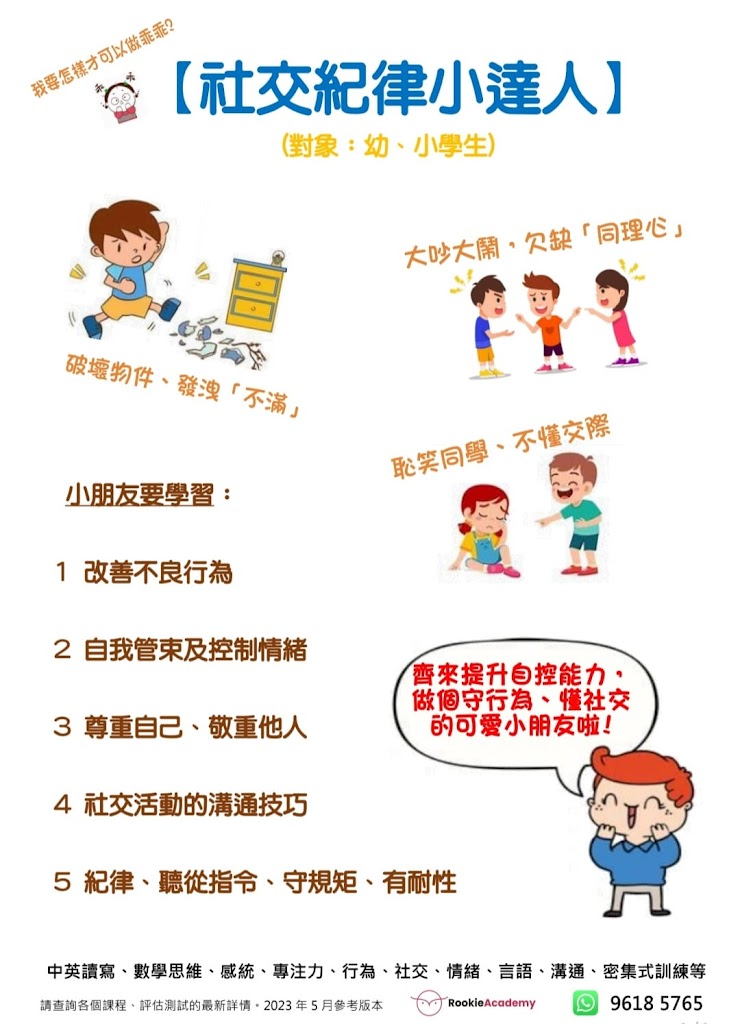 我要怎樣才可以做乖乖?
乖 乖
【社交紀律小達人】
(對象：幼、小學生)
大吵大鬧，欠缺「同理心」
破壞物件、發洩「不滿」
恥笑同學、不懂交際
小朋友要學習：
1 改善不良行為
2 自我管束及控制情緒
3 尊重自己、敬重他人
4 社交活動的溝通技巧
5 紀律、聽從指令、守規矩、有耐性
齊來提升自控能力，
做個守行為、懂社交
的可愛小朋友啦!
中英讀寫、數學思維、感統、專注力、行為、社交、情緒、言語、溝通、密集式訓練等
請查詢各個課程、評估測試的最新詳情。2023 年 5 月參考版本
RookieAcademy
9618 5765